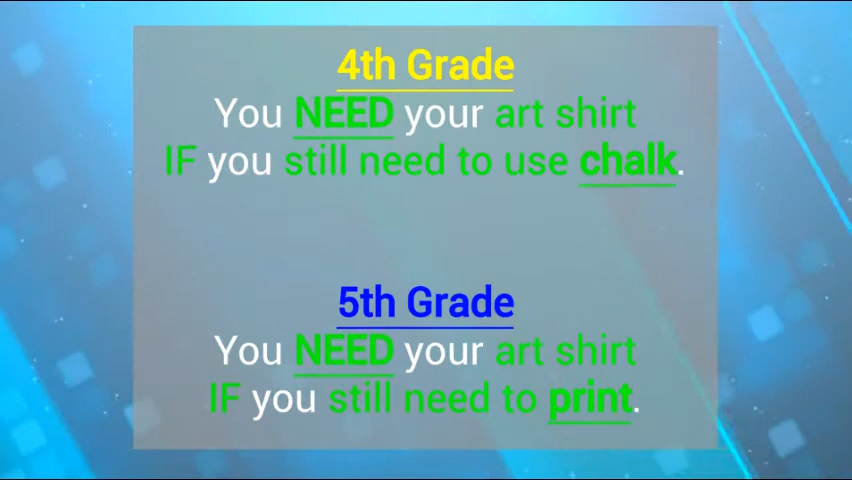 4th Grade
You NEED your art shirt
IF you still need to use chalk.
5th Grade
You NEED your art shirt
IF you still need to print.